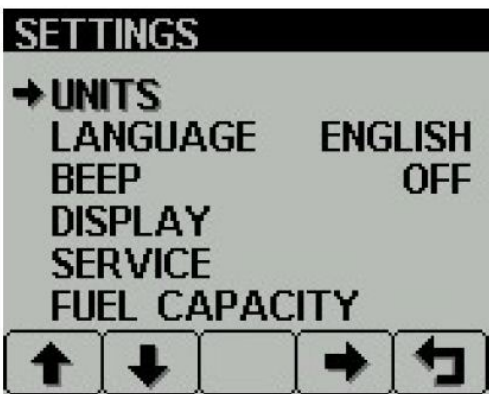 SETTINGS
UNITS
LANGUAGE ENGLISH
BEEP OFF
DISPLAY
SERVICE
FUEL CAPACITY